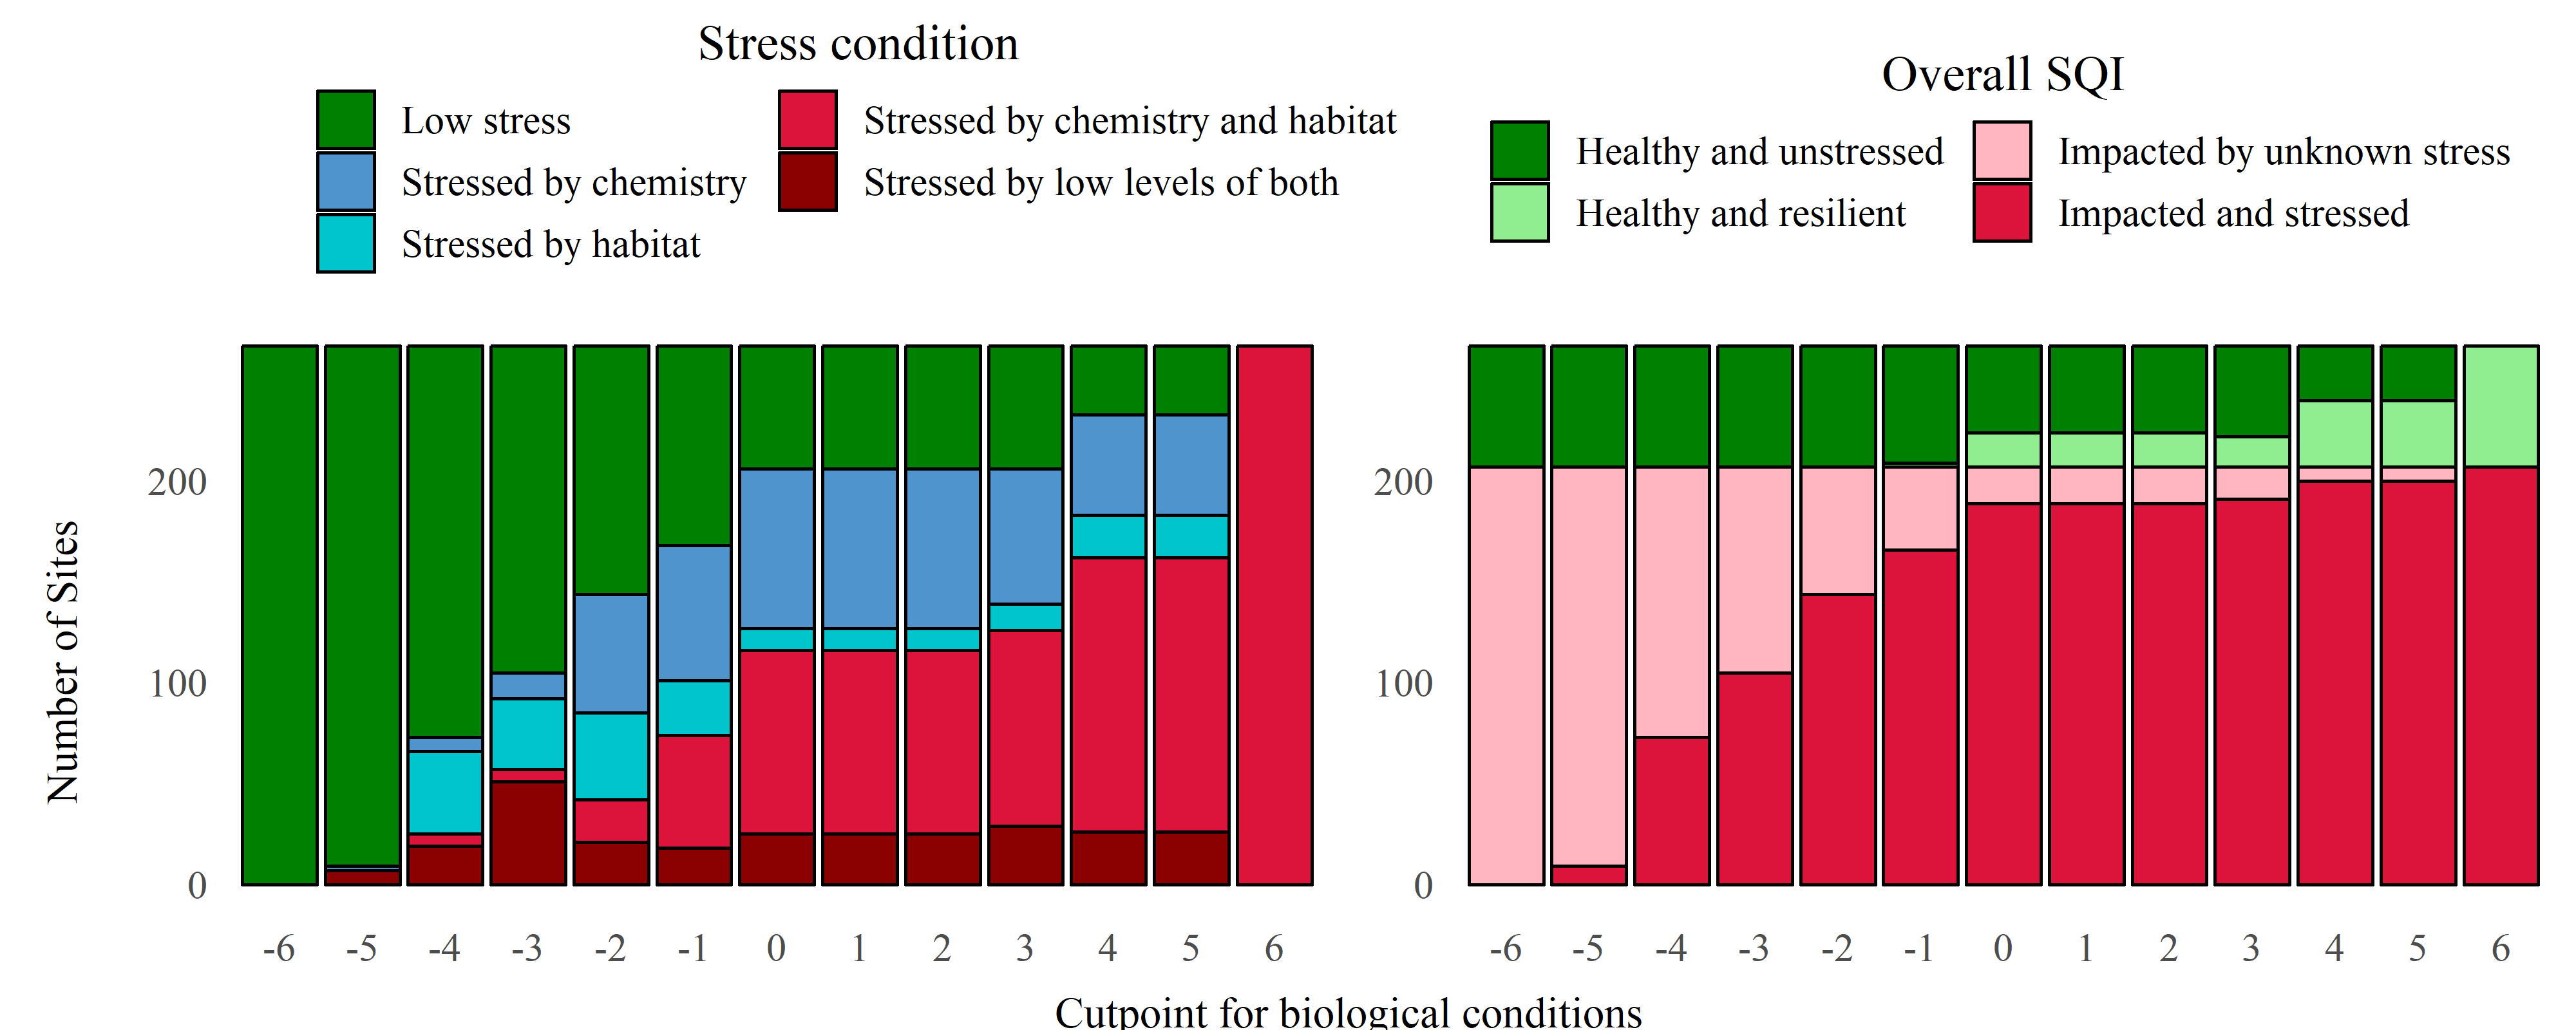 Stress condition
Low stress
Stressed by chemistry
Stressed by habitat
Stressed by chemistry and habitat
Stressed by low levels of both
Overall SQI
Healthy and unstressed
Healthy and resilient
Impacted by unknown stress
Impacted and stressed
Number of Sites
200
100
0
-6 -5 -4 -3 -2 -1 0 1 2 3 4 5 6
200
100
0
-6 -5 -4 -3 -2 -1 0 1 2 3 4 5 6
Cutpoint for biological conditions